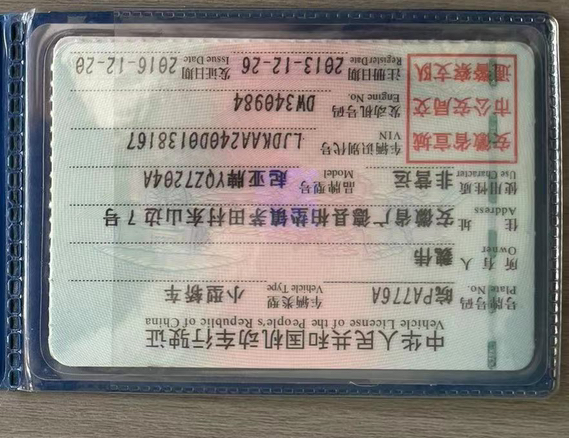 中华人民共和国机动车行驶证
Vehicle License of the People's Republic of China
号牌号码 皖PA776A 车辆类型 小型轿车
Plate No. Vehicle Type
所有人 魏伟
Owner
住址 安徽省广德县柏垫镇茅田村东山边7号
Address
使用性质 非营运 品牌型号 起亚牌YQZ7204A
Use Character Model
安徽省宣城
市公安局交
通警察支队
车辆识别代号 LJDKAA240D0138167
VIN
发动机号码 DW340984
Engine No.
注册日期 2013-12-26 发证日期 2016-12-20
Register Date Issue Date